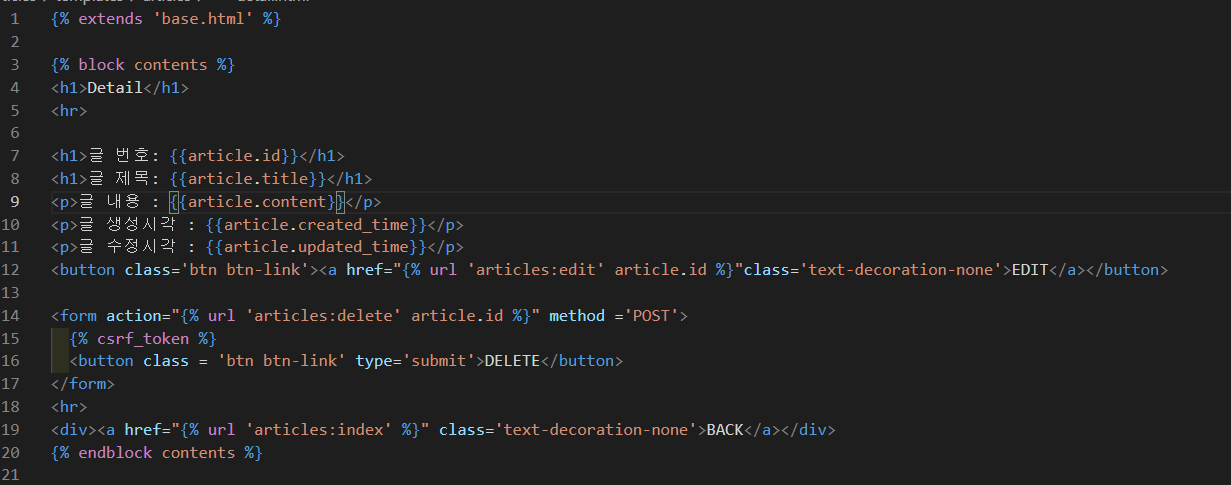 1 {% extends 'base.html' %}
2
3 {% block contents %}
4 <h1>Detail</h1>
5 <hr>
6
7 <h1>글 번호: {{article.id}}</h1>
8 <h1>글 제목: {{article.title}}</h1>
9 <p>글 내용 : {{article.content}}</p>
10 <p>글 생성시각 : {{article.created_time}}</p>
11 <p>글 수정시각 : {{article.updated_time}}</p>
12 <button class='btn btn-link'><a href="{% url 'articles:edit' article.id %}"class='text-decoration-none'>EDIT</a></button>
13
14 <form action="{% url 'articles:delete' article.id %}" method ='POST'>
15   {% csrf_token %}
16   <button class = 'btn btn-link' type='submit'>DELETE</button>
17 </form>
18 <hr>
19 <div><a href="{% url 'articles:index' %}" class='text-decoration-none'>BACK</a></div>
20 {% endblock contents %}
21